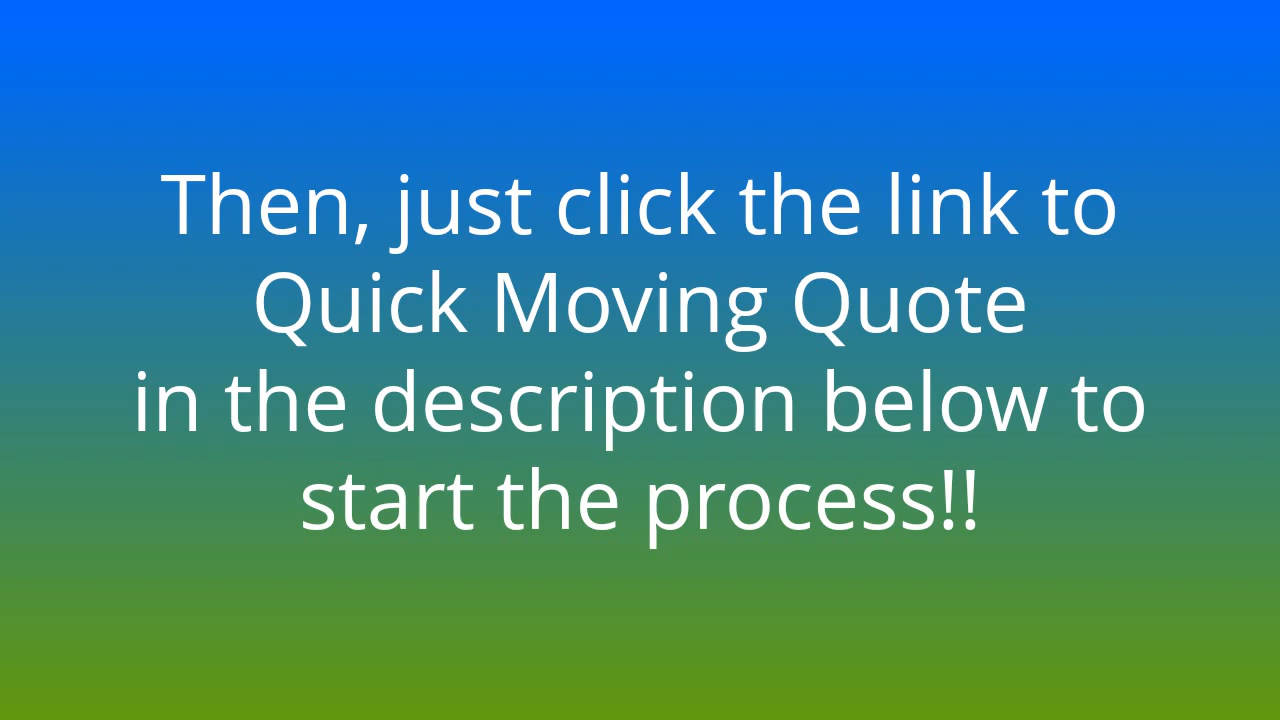 Then, just click the link to
Quick Moving Quote
in the description below to
start the process!!